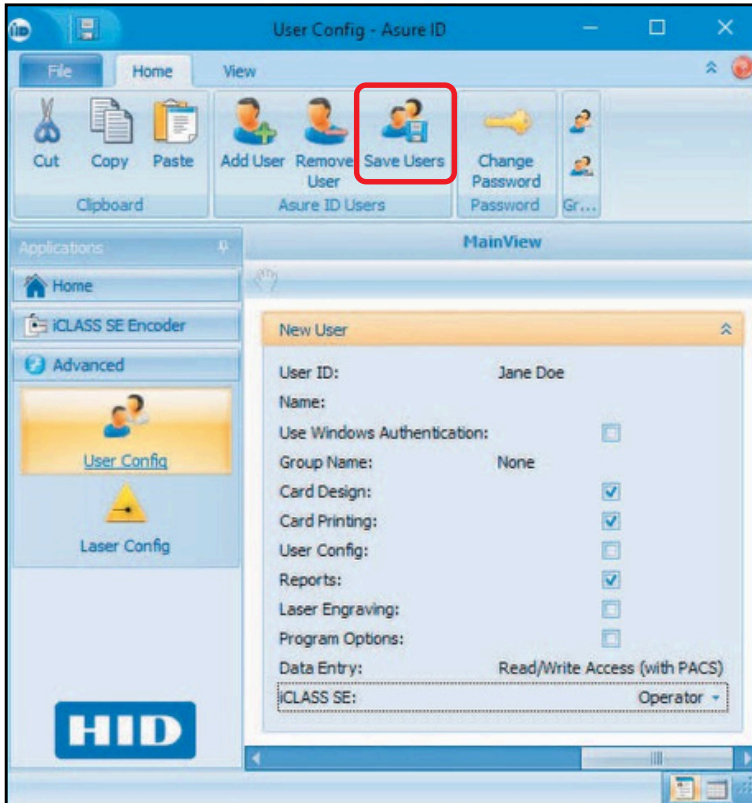 User Config - Asure ID
File Home View
Cut Copy Paste
Clipboard
Add User Remove User Save Users
Asure ID Users
Change Password
Password
Gr...
Applications
Home
iCLASS SE Encoder
Advanced
User Config
Laser Config
HID
MainView
New User
User ID: Jane Doe
Name:
Use Windows Authentication:
Group Name: None
Card Design:
Card Printing:
User Config:
Reports:
Laser Engraving:
Program Options:
Data Entry: Read/Write Access (with PACS)
iCLASS SE: Operator